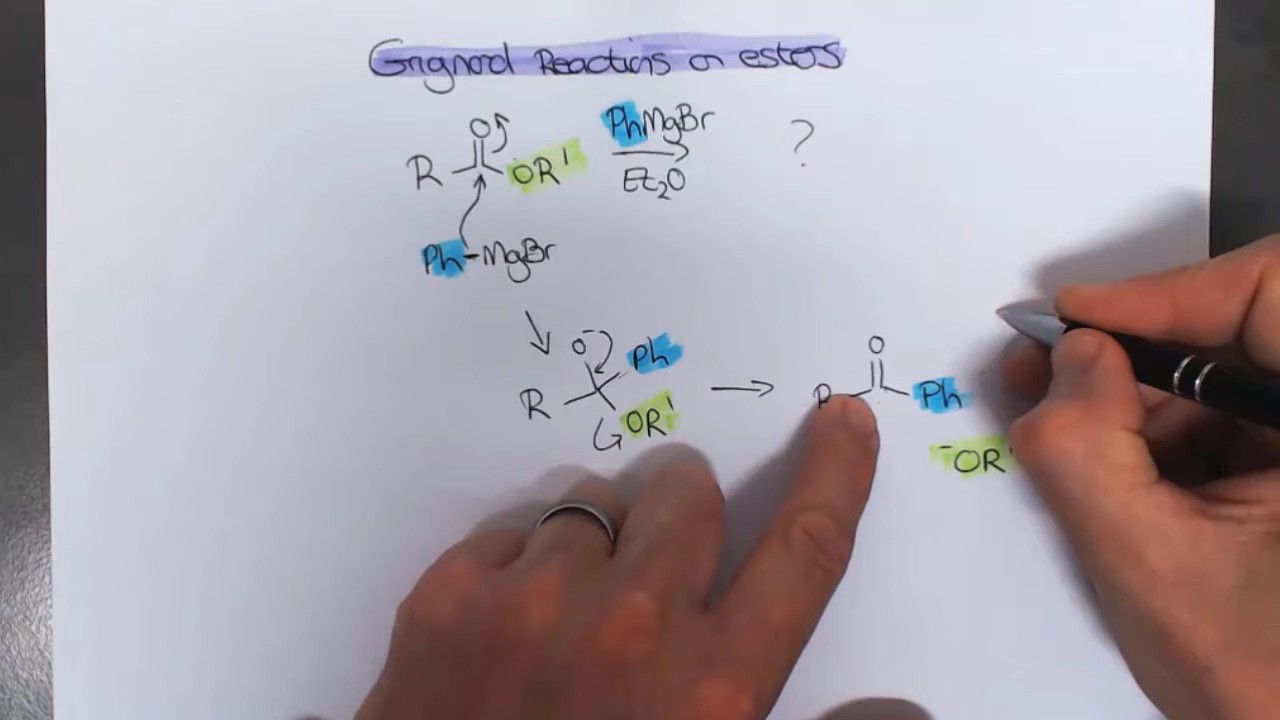 Grignard Reactions on esters
O
PhMgBr
R OR'
Et₂O
?
Ph-MgBr
O⁻ Ph
R OR'
O
R Ph
⁻OR'